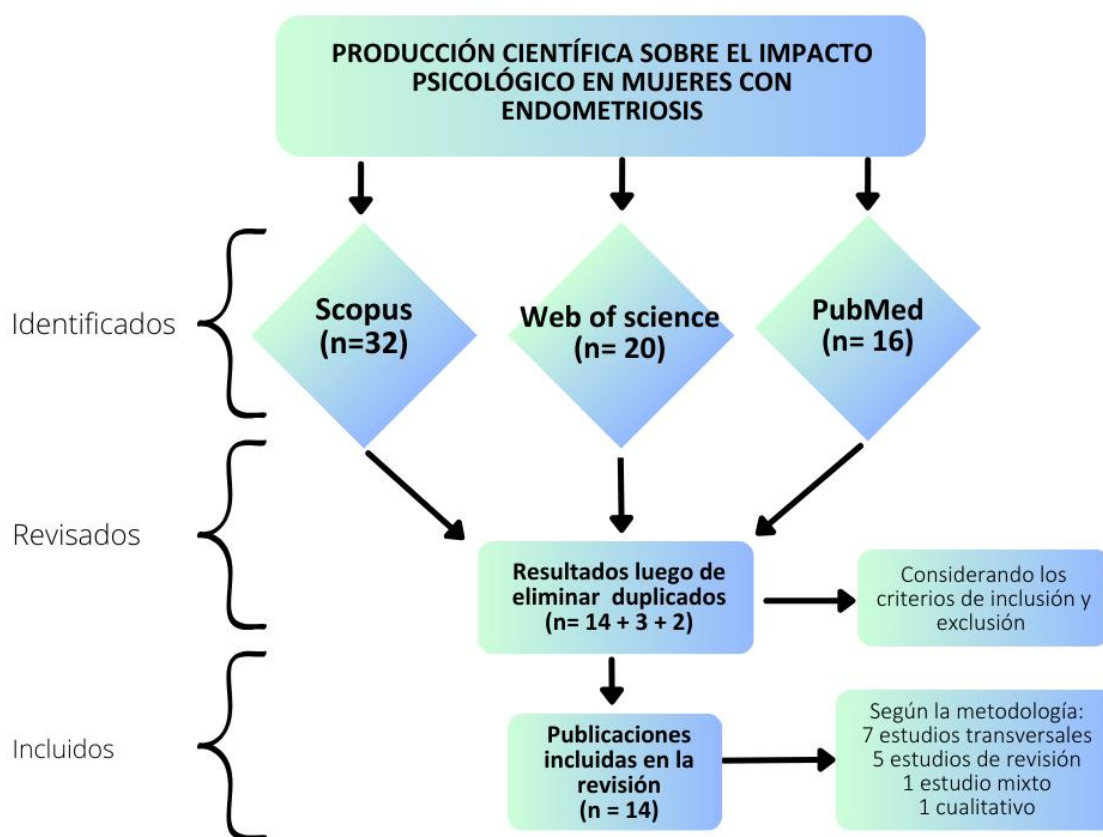 PRODUCCIÓN CIENTÍFICA SOBRE EL IMPACTO
PSICOLÓGICO EN MUJERES CON
ENDOMETRIOSIS
Identificados
Scopus
(n=32)
Web of science
(n= 20)
PubMed
(n= 16)
Revisados
Resultados luego de
eliminar duplicados
(n= 14 + 3 + 2)
Considerando los
criterios de inclusión y
exclusión
Incluidos
Publicaciones
incluidas en la
revisión
(n = 14)
Según la metodología:
7 estudios transversales
5 estudios de revisión
1 estudio mixto
1 cualitativo